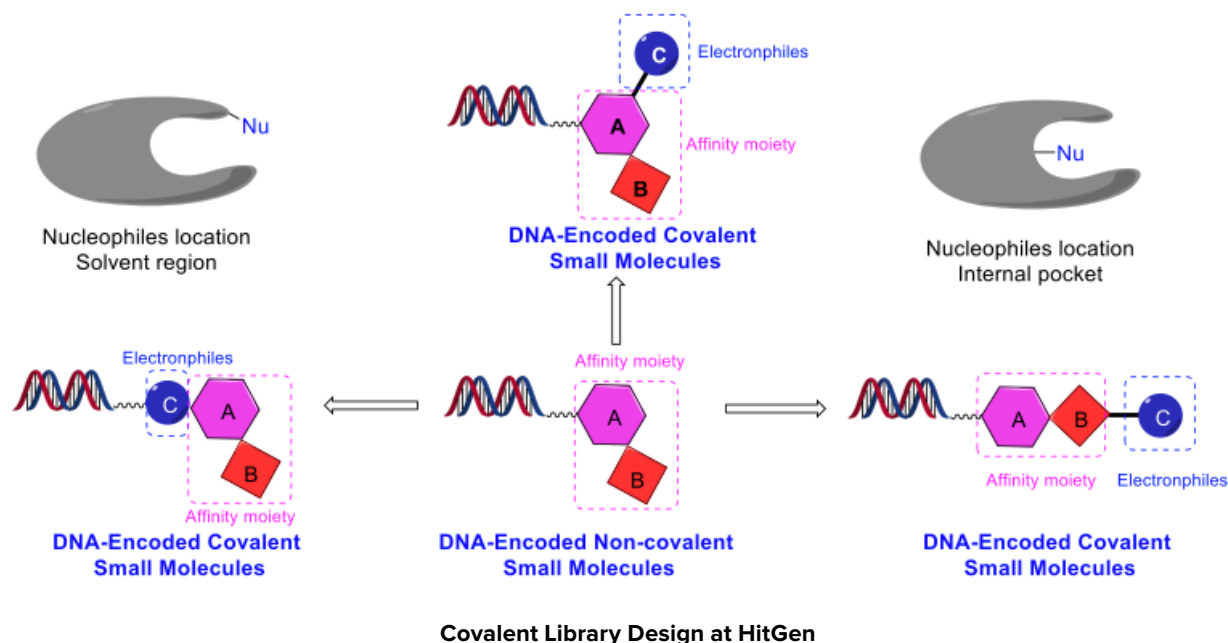 C
Electronphiles
Nu
A
Affinity moiety
B
Nu
Nucleophiles location
Solvent region
DNA-Encoded Covalent
Small Molecules
Nucleophiles location
Internal pocket
Electronphiles
C
A
B
Affinity moiety
DNA-Encoded Covalent
Small Molecules
Affinity moiety
A
B
DNA-Encoded Non-covalent
Small Molecules
A
B
C
Affinity moiety
Electronphiles
DNA-Encoded Covalent
Small Molecules
Covalent Library Design at HitGen